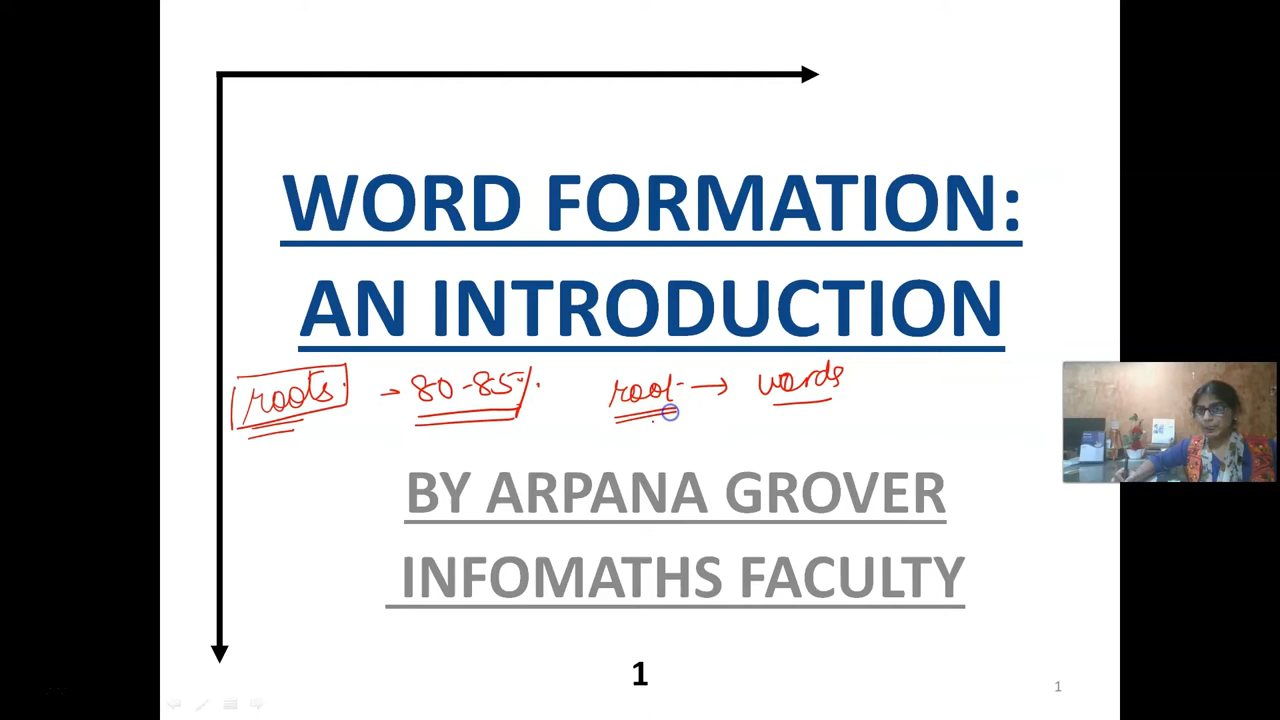 WORD FORMATION:
AN INTRODUCTION
roots. → 80-85%. root → words
BY ARPANA GROVER
INFOMATHS FACULTY
1
1